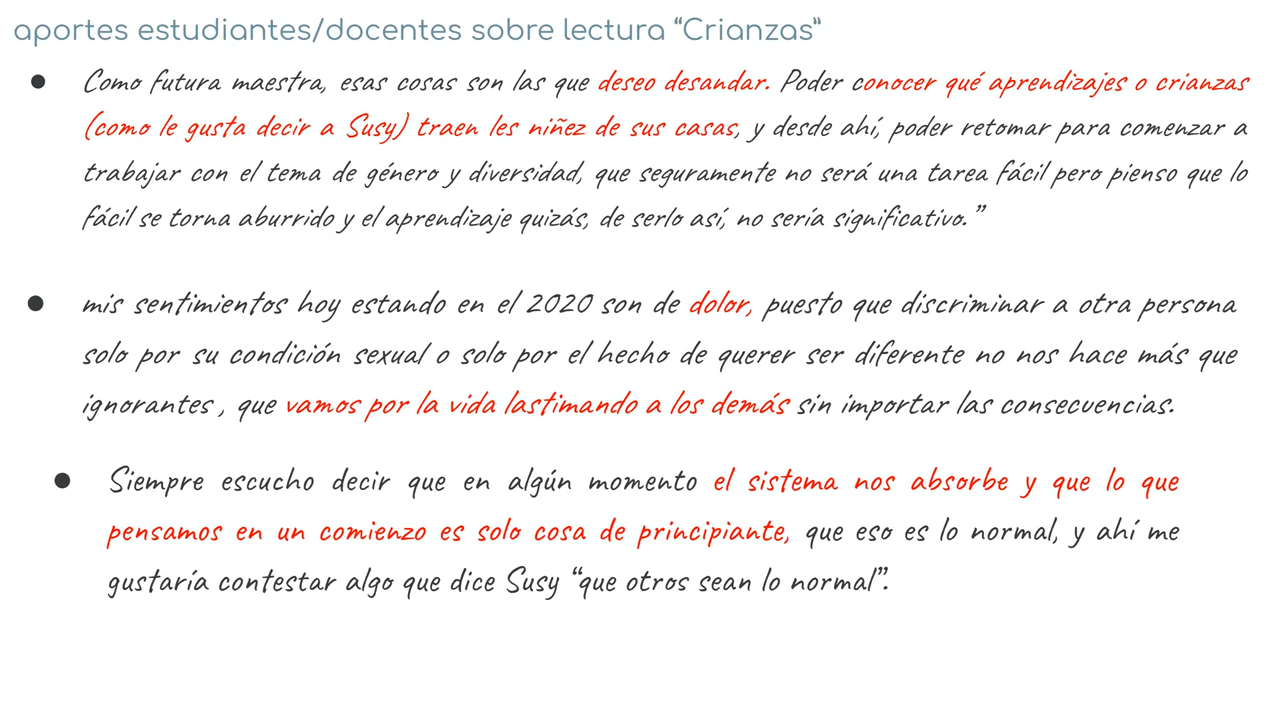 aportes estudiantes/docentes sobre lectura “Crianzas”
● Como futura maestra, esas cosas son las que deseo desandar. Poder conocer qué aprendizajes o crianzas
(como le gusta decir a Susy) traen les niñez de sus casas, y desde ahí, poder retomar para comenzar a
trabajar con el tema de género y diversidad, que seguramente no será una tarea fácil pero pienso que lo
fácil se torna aburrido y el aprendizaje quizás, de serlo así, no sería significativo.”
● mis sentimientos hoy estando en el 2020 son de dolor, puesto que discriminar a otra persona
solo por su condición sexual o solo por el hecho de querer ser diferente no nos hace más que
ignorantes , que vamos por la vida lastimando a los demás sin importar las consecuencias.
● Siempre escucho decir que en algún momento el sistema nos absorbe y que lo que
pensamos en un comienzo es solo cosa de principiante, que eso es lo normal, y ahí me
gustaría contestar algo que dice Susy “que otros sean lo normal”.